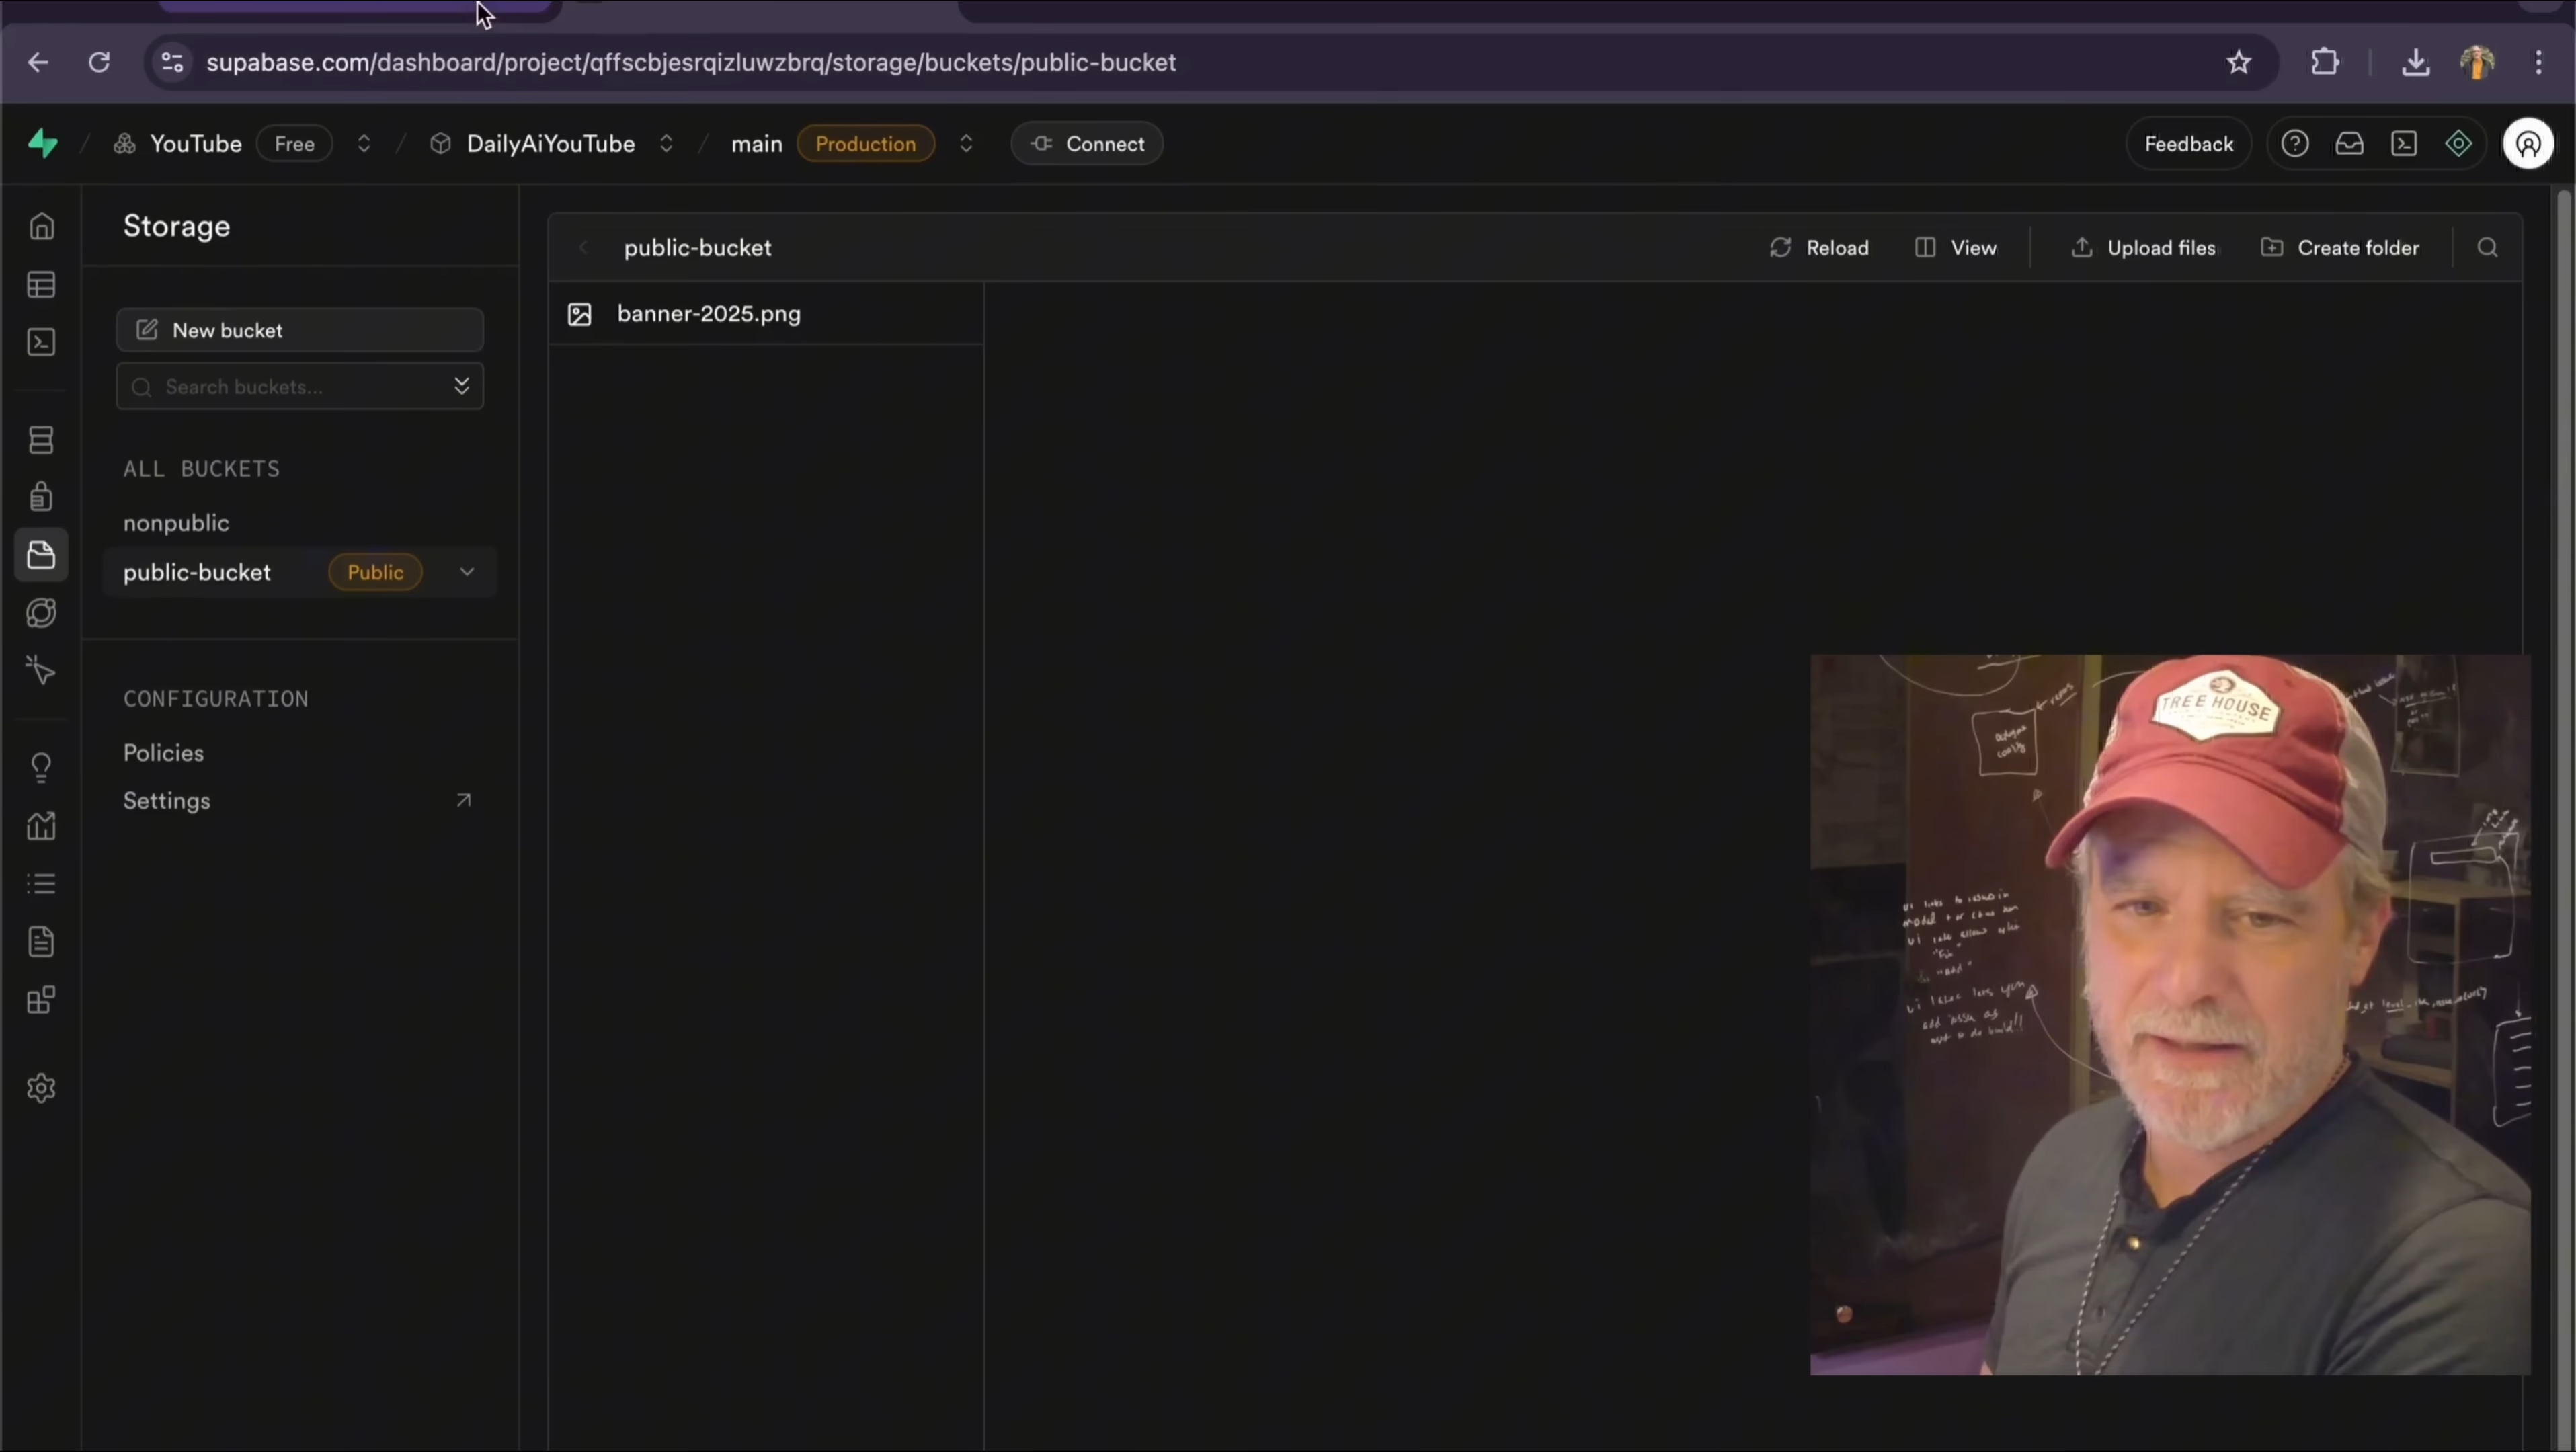 supabase.com/dashboard/project/qffscbjesrqizluwzbrq/storage/buckets/public-bucket
/ YouTube Free / DailyAiYouTube / main Production Connect Feedback
Storage
New bucket
Search buckets...
ALL BUCKETS
nonpublic
public-bucket Public
CONFIGURATION
Policies
Settings
public-bucket Reload View Upload files Create folder
banner-2025.png
TREE HOUSE